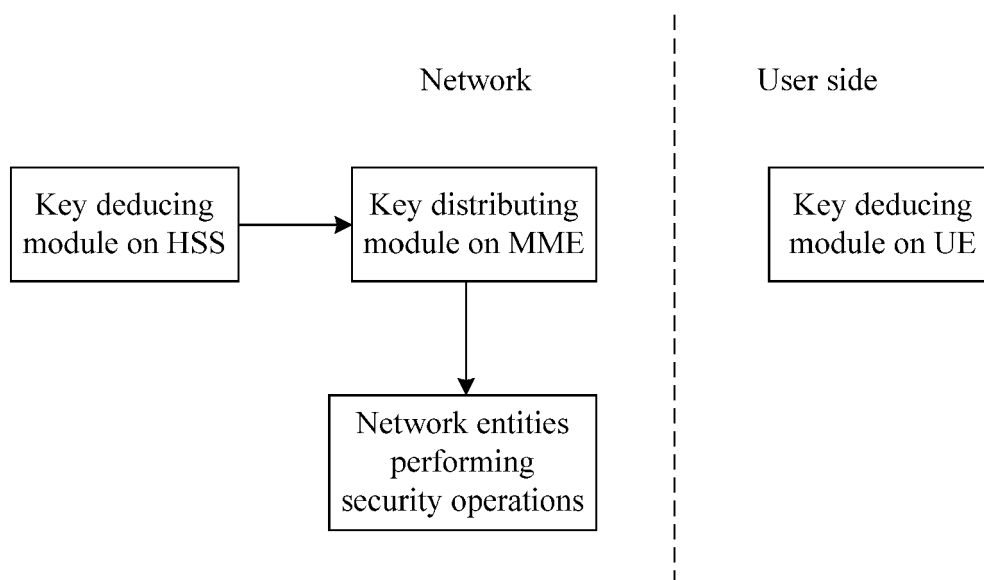 Network
User side
Key deducing
module on HSS
Key distributing
module on MME
Key deducing
module on UE
Network entities
performing
security operations